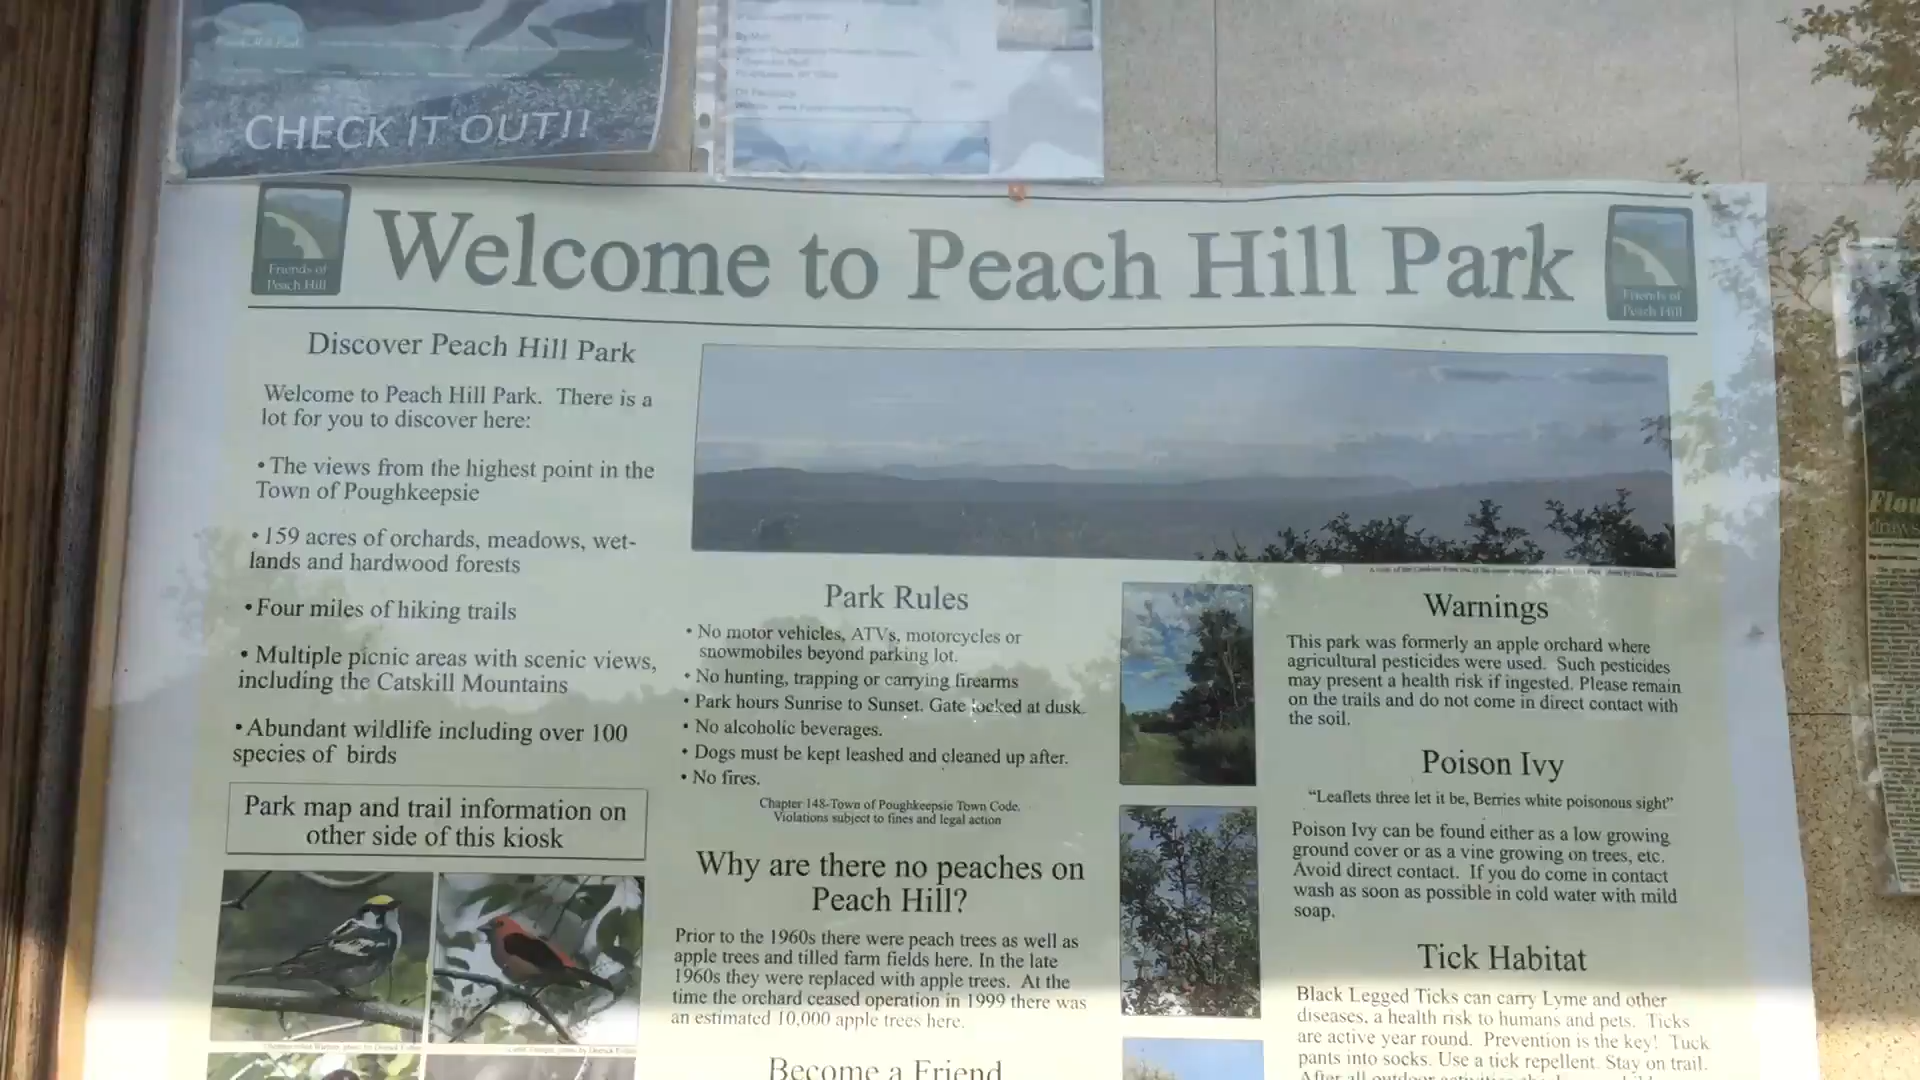 CHECK IT OUT!!
By Mail
Friends of
Peach Hill
Welcome to Peach Hill Park
Friends of
Peach Hill
Discover Peach Hill Park
Welcome to Peach Hill Park. There is a
lot for you to discover here:
• The views from the highest point in the
Town of Poughkeepsie
• 159 acres of orchards, meadows, wet-
lands and hardwood forests
• Four miles of hiking trails
• Multiple picnic areas with scenic views,
including the Catskill Mountains
• Abundant wildlife including over 100
species of birds
Park map and trail information on
other side of this kiosk
Park Rules
• No motor vehicles, ATVs, motorcycles or
snowmobiles beyond parking lot.
• No hunting, trapping or carrying firearms
• Park hours Sunrise to Sunset. Gate locked at dusk.
• No alcoholic beverages.
• Dogs must be kept leashed and cleaned up after.
• No fires.
Chapter 148-Town of Poughkeepsie Town Code.
Violations subject to fines and legal action
Why are there no peaches on
Peach Hill?
Prior to the 1960s there were peach trees as well as
apple trees and tilled farm fields here. In the late
1960s they were replaced with apple trees. At the
time the orchard ceased operation in 1999 there was
an estimated 10,000 apple trees here.
Become a Friend
Warnings
This park was formerly an apple orchard where
agricultural pesticides were used. Such pesticides
may present a health risk if ingested. Please remain
on the trails and do not come in direct contact with
the soil.
Poison Ivy
“Leaflets three let it be, Berries white poisonous sight”
Poison Ivy can be found either as a low growing
ground cover or as a vine growing on trees, etc.
Avoid direct contact. If you do come in contact
wash as soon as possible in cold water with mild
soap.
Tick Habitat
Black Legged Ticks can carry Lyme and other
diseases, a health risk to humans and pets. Ticks
are active year round. Prevention is the key! Tuck
pants into socks. Use a tick repellent. Stay on trail.
After all outdoor
draws